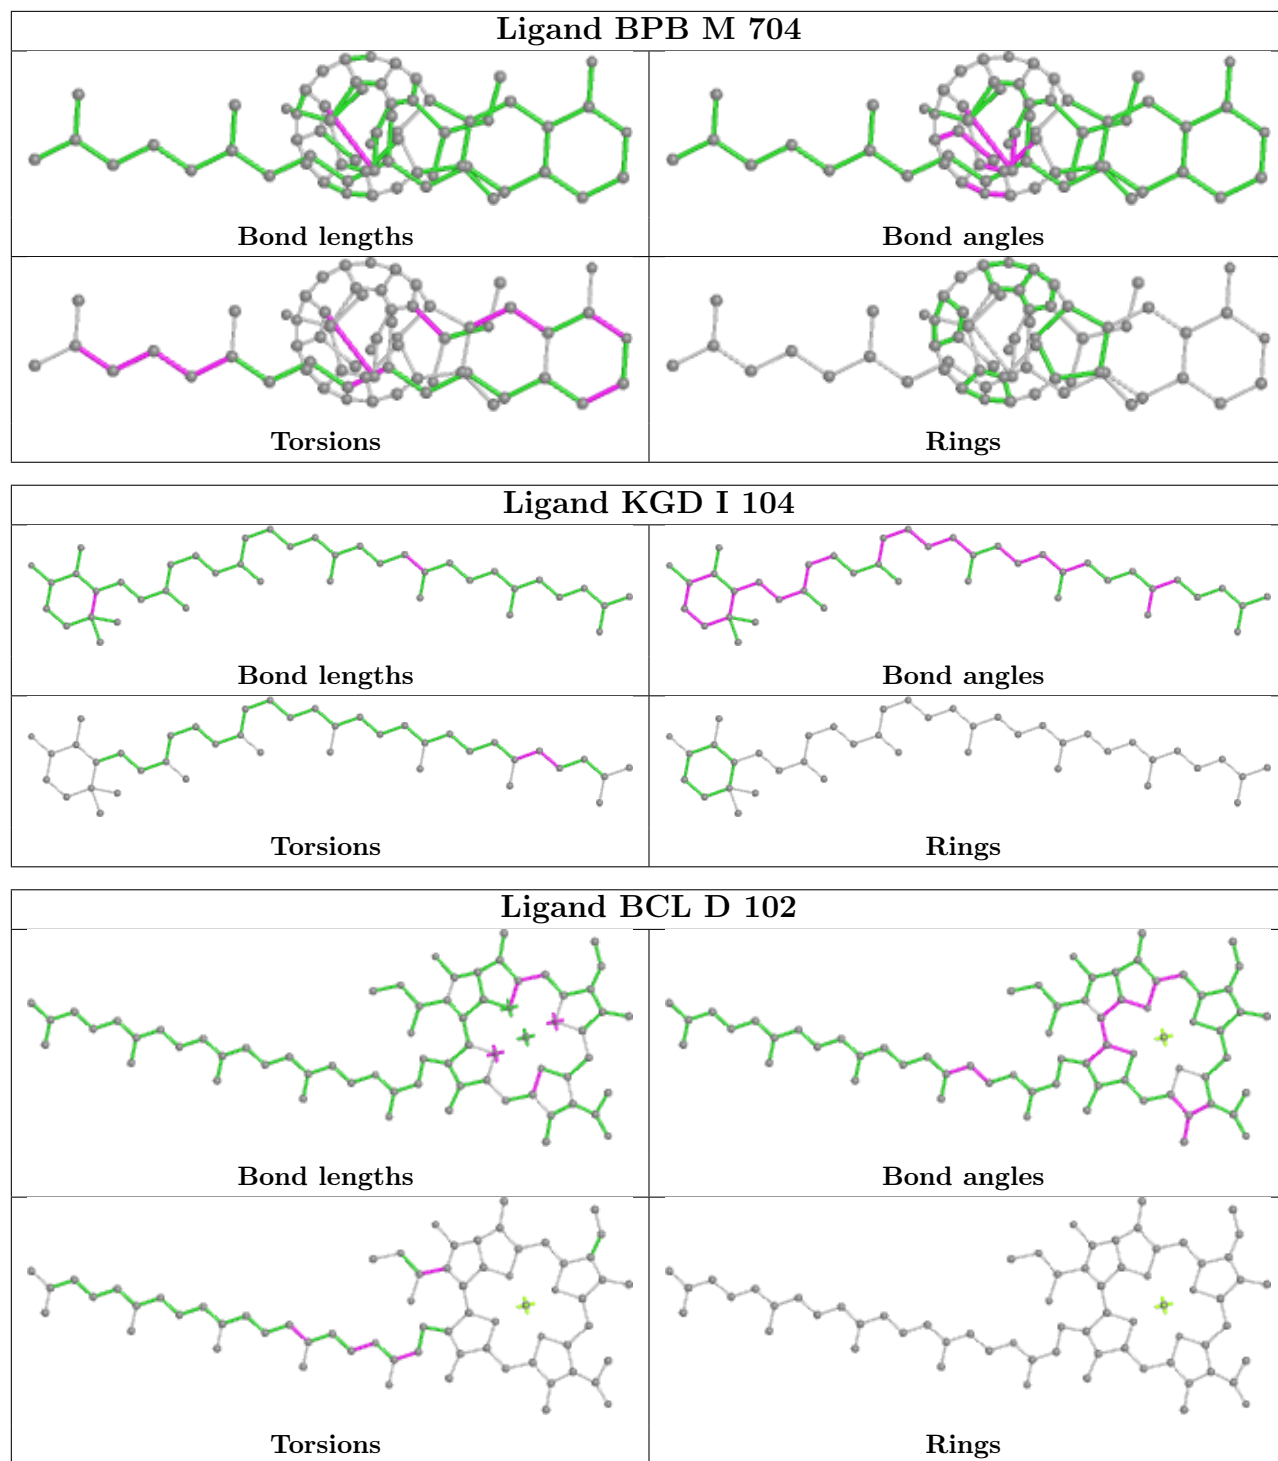 Ligand BPB M 704
Bond lengths
Bond angles
Torsions
Rings
Ligand KGD I 104
Bond lengths
Bond angles
Torsions
Rings
Ligand BCL D 102
Bond lengths
Bond angles
Torsions
Rings